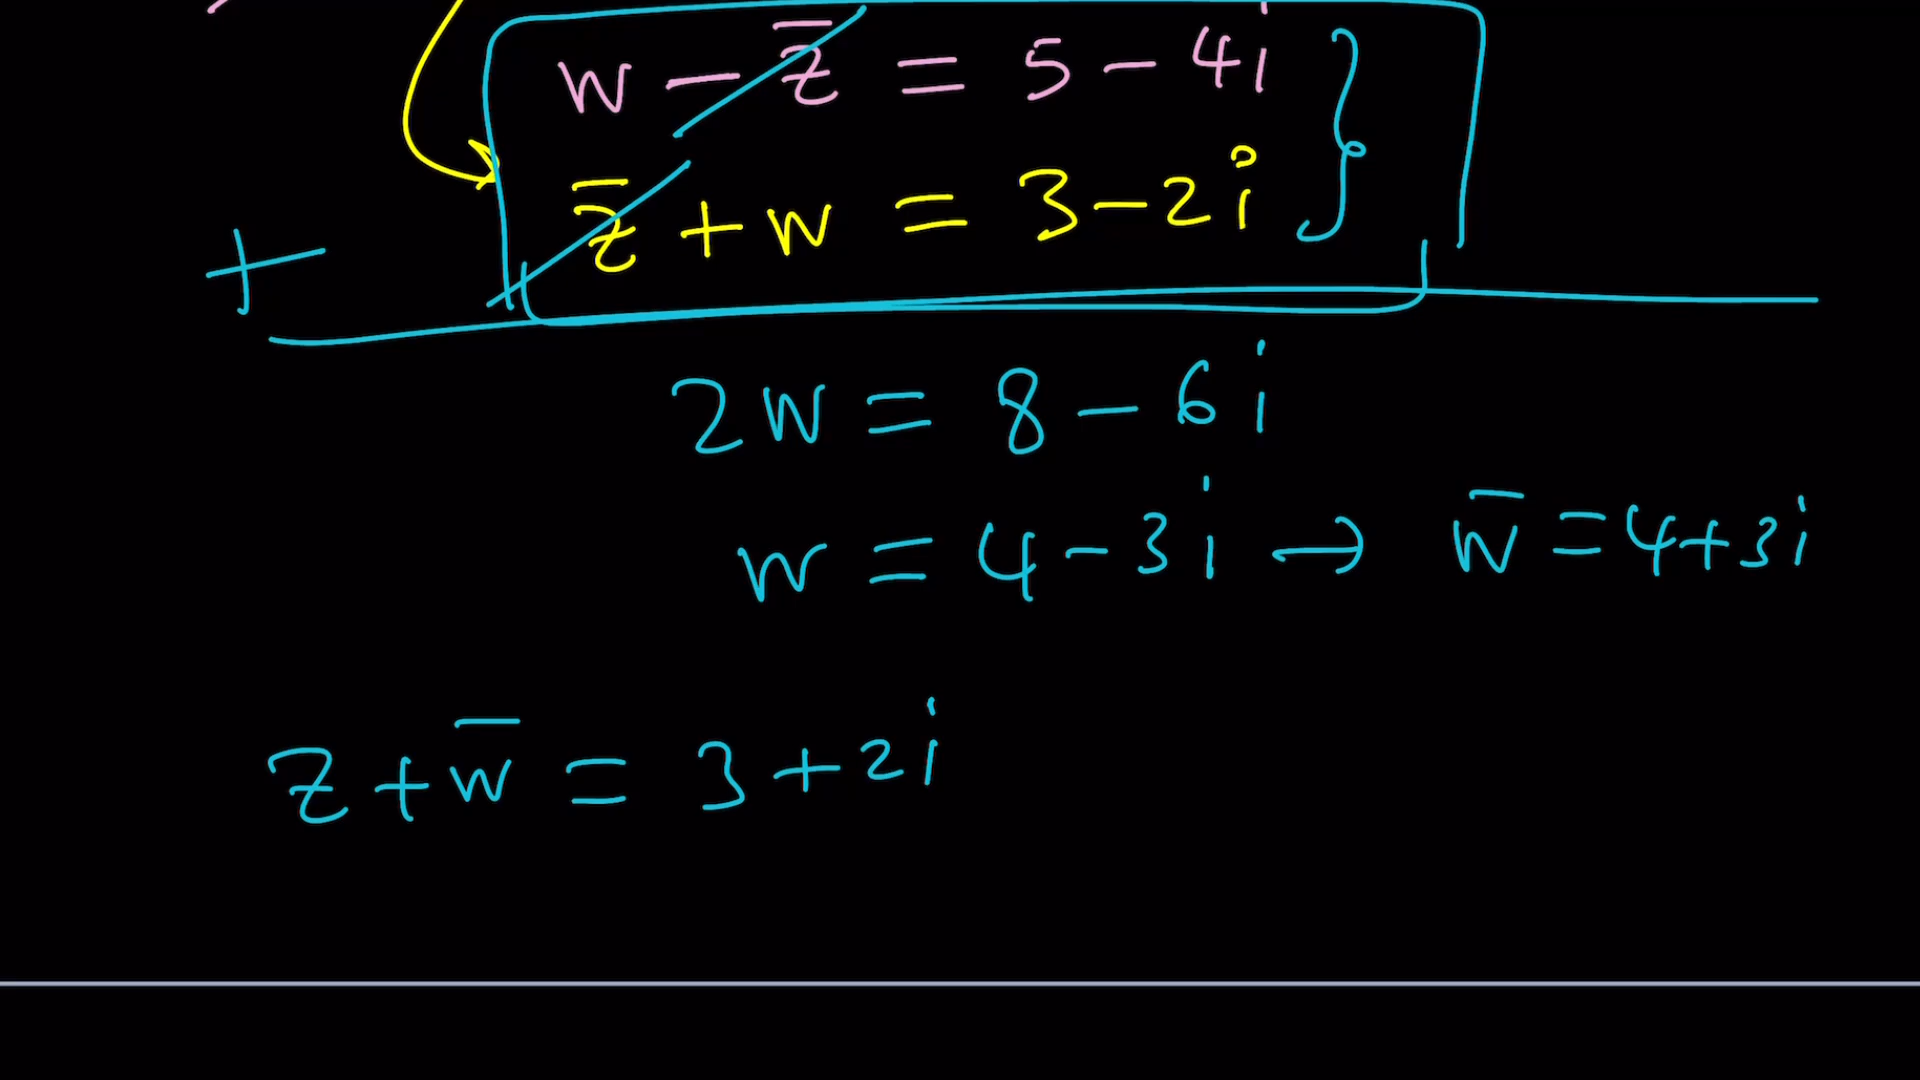 w - z̅ = 5 - 4i
z̅ + w = 3 - 2i
+
2w = 8 - 6i
w = 4 - 3i → w̅ = 4 + 3i
z + w̅ = 3 + 2i